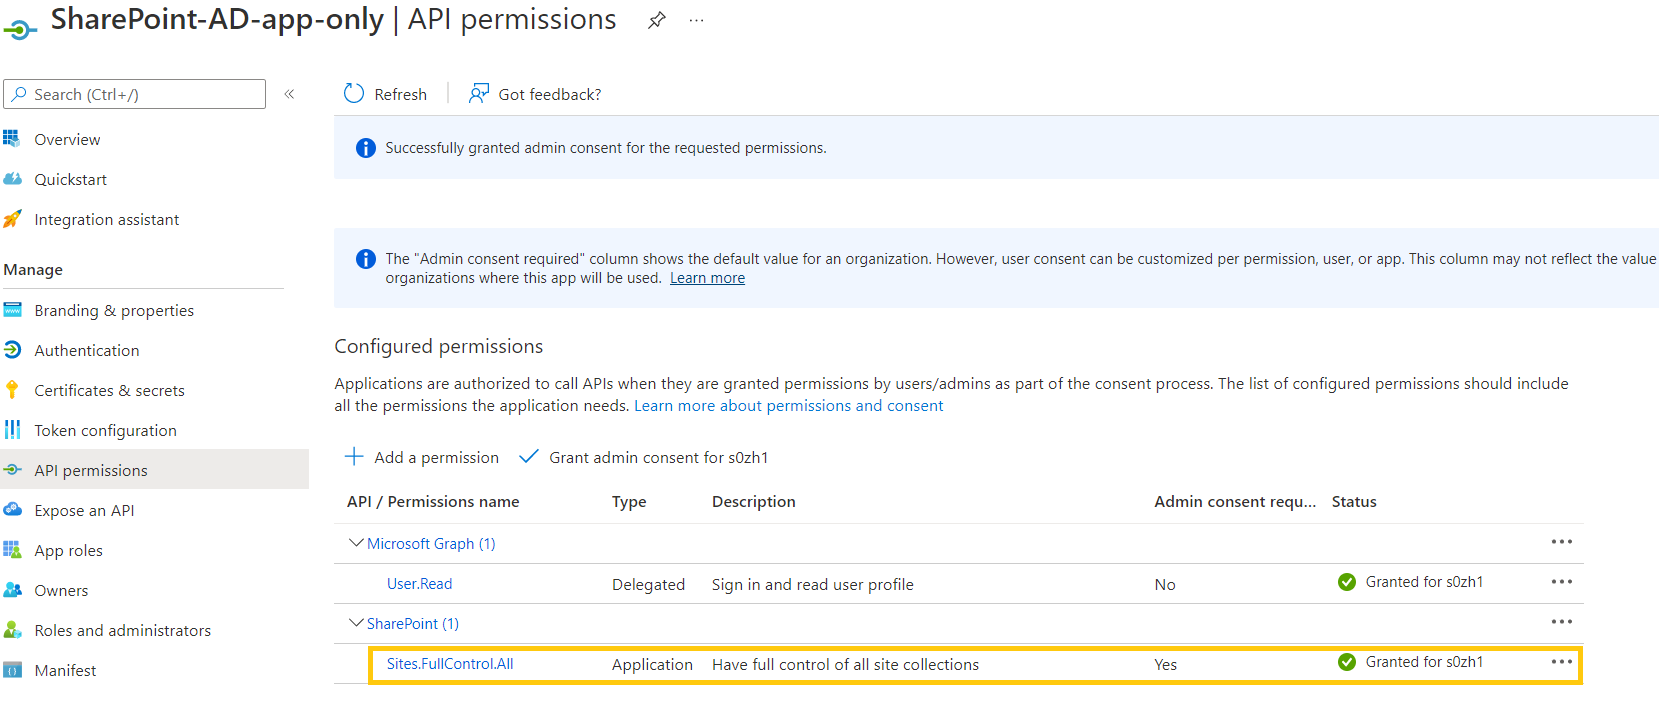 SharePoint-AD-app-only | API permissions
Search (Ctrl+/)
«
Refresh
Got feedback?
Overview
Quickstart
Integration assistant
Manage
Branding & properties
Authentication
Certificates & secrets
Token configuration
API permissions
Expose an API
App roles
Owners
Roles and administrators
Manifest
Successfully granted admin consent for the requested permissions.
The "Admin consent required" column shows the default value for an organization. However, user consent can be customized per permission, user, or app. This column may not reflect the value
organizations where this app will be used. Learn more
Configured permissions
Applications are authorized to call APIs when they are granted permissions by users/admins as part of the consent process. The list of configured permissions should include
all the permissions the application needs. Learn more about permissions and consent
Add a permission
Grant admin consent for s0zh1
API / Permissions name Type Description Admin consent requ... Status
Microsoft Graph (1)
User.Read Delegated Sign in and read user profile No Granted for s0zh1
SharePoint (1)
Sites.FullControl.All Application Have full control of all site collections Yes Granted for s0zh1